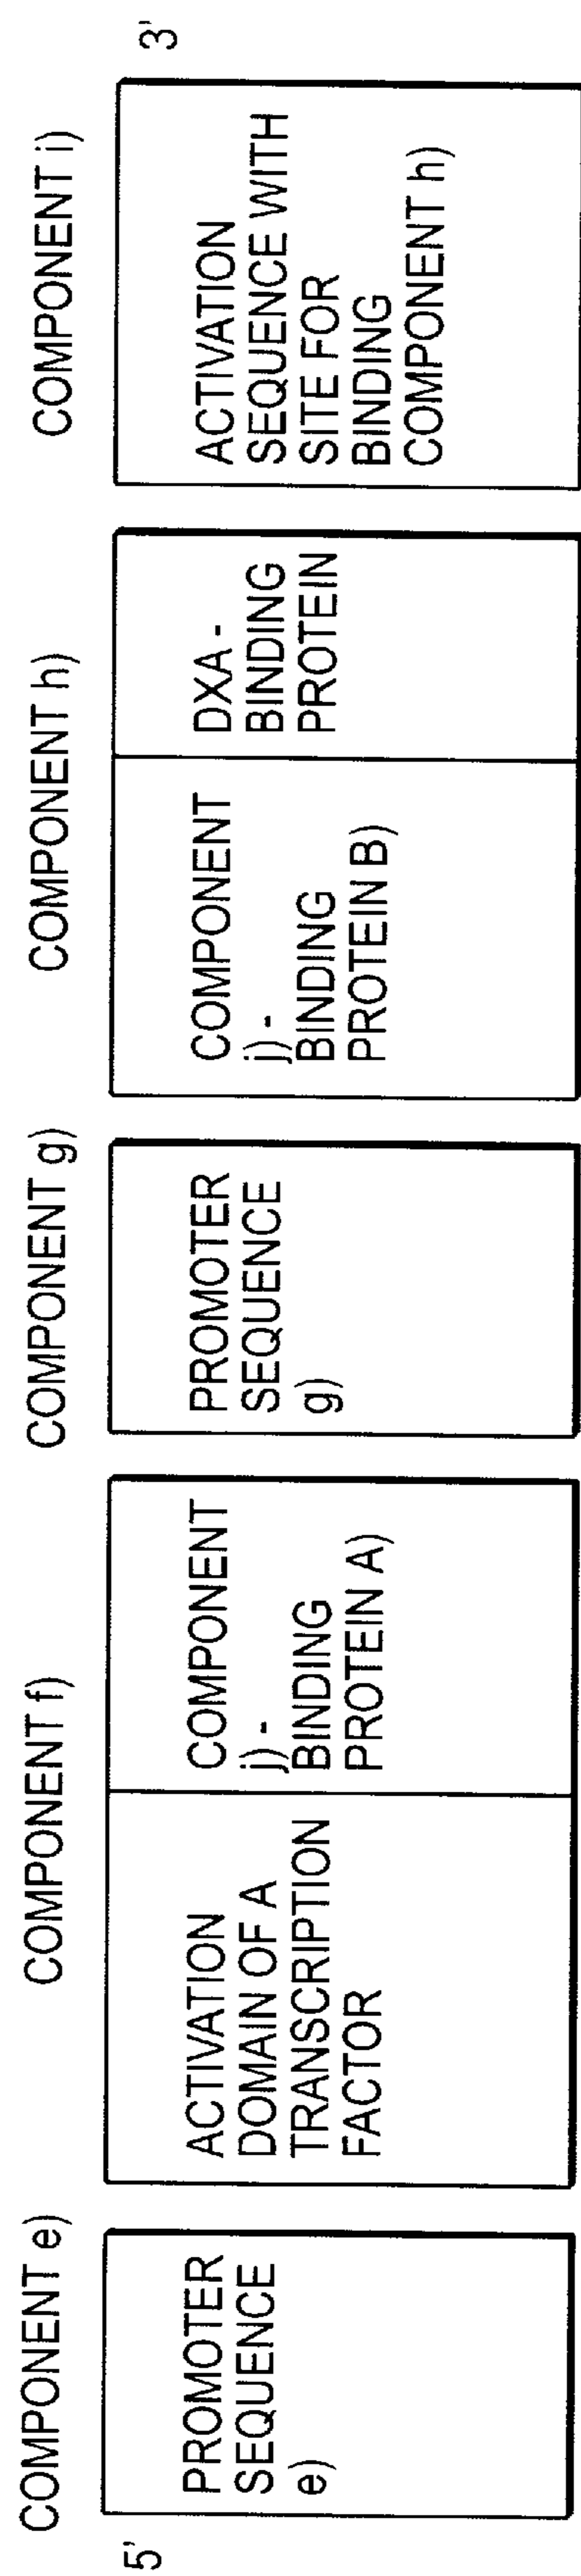 5'
COMPONENT e)
PROMOTER
SEQUENCE
e)
COMPONENT f)
ACTIVATION
DOMAIN OF A
TRANSCRIPTION
FACTOR
COMPONENT
j) -
BINDING
PROTEIN A)
COMPONENT g)
PROMOTER
SEQUENCE
g)
COMPONENT h)
COMPONENT
j) -
BINDING
PROTEIN B)
DXA -
BINDING
PROTEIN
COMPONENT i)
ACTIVATION
SEQUENCE WITH
SITE FOR
BINDING
COMPONENT h)
3'